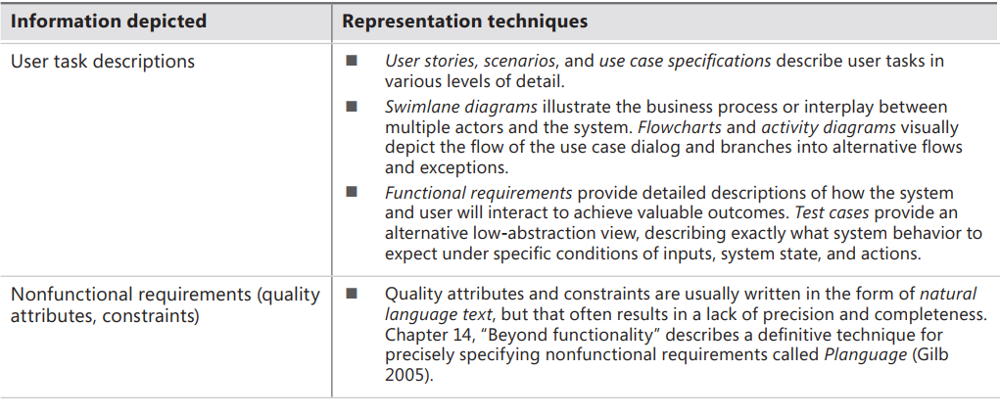 Information depicted
Representation techniques
User task descriptions
■ User stories, scenarios, and use case specifications describe user tasks in
various levels of detail.
■ Swimlane diagrams illustrate the business process or interplay between
multiple actors and the system. Flowcharts and activity diagrams visually
depict the flow of the use case dialog and branches into alternative flows
and exceptions.
■ Functional requirements provide detailed descriptions of how the system
and user will interact to achieve valuable outcomes. Test cases provide an
alternative low-abstraction view, describing exactly what system behavior to
expect under specific conditions of inputs, system state, and actions.
Nonfunctional requirements (quality
attributes, constraints)
■ Quality attributes and constraints are usually written in the form of natural
language text, but that often results in a lack of precision and completeness.
Chapter 14, “Beyond functionality” describes a definitive technique for
precisely specifying nonfunctional requirements called Planguage (Gilb
2005).